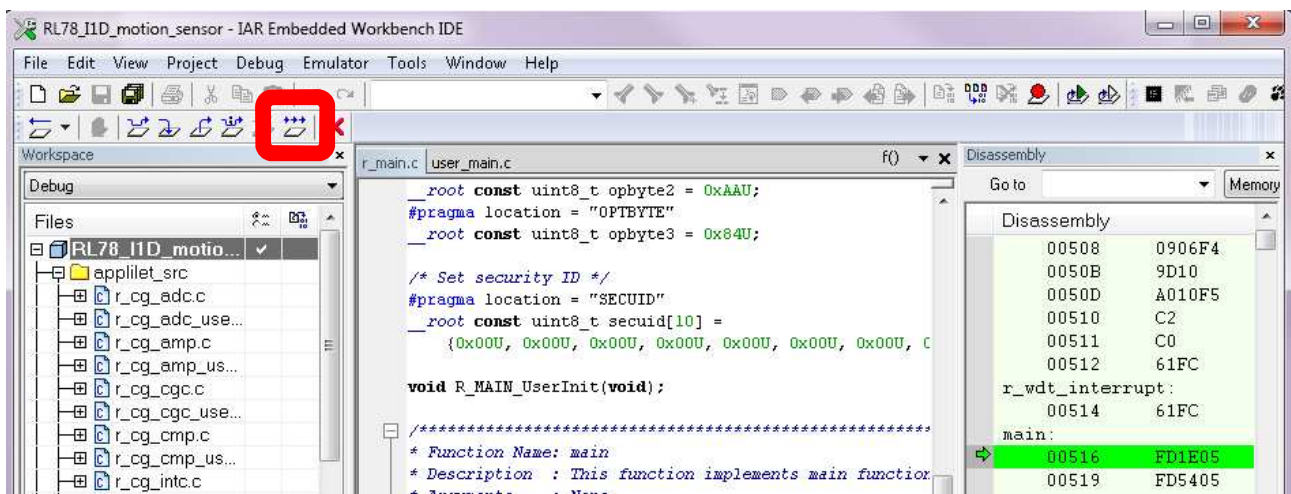 RL78_I1D_motion_sensor - IAR Embedded Workbench IDE
File Edit View Project Debug Emulator Tools Window Help
Workspace
Debug
Files
RL78_I1D_motio...
applilet_src
r_cg_adc.c
r_cg_adc_use...
r_cg_amp.c
r_cg_amp_us...
r_cg_cgc.c
r_cg_cgc_use...
r_cg_cmp.c
r_cg_cmp_us...
r_cg_intc.c
r_main.c user_main.c f()
__root const uint8_t opbyte2 = 0xAAU;
#pragma location = "OPTBYTE"
__root const uint8_t opbyte3 = 0x84U;
/* Set security ID */
#pragma location = "SECUID"
__root const uint8_t secuid[10] =
{0x00U, 0x00U, 0x00U, 0x00U, 0x00U, 0x00U, 0x00U,
void R_MAIN_UserInit(void);
/******************************************************
* Function Name: main
* Description : This function implements main function
Disassembly
Go to Memory
Disassembly
00508 0906F4
0050B 9D10
0050D A010F5
00510 C2
00511 C0
00512 61FC
r_wdt_interrupt:
00514 61FC
main:
00516 FD1E05
00519 FD5405